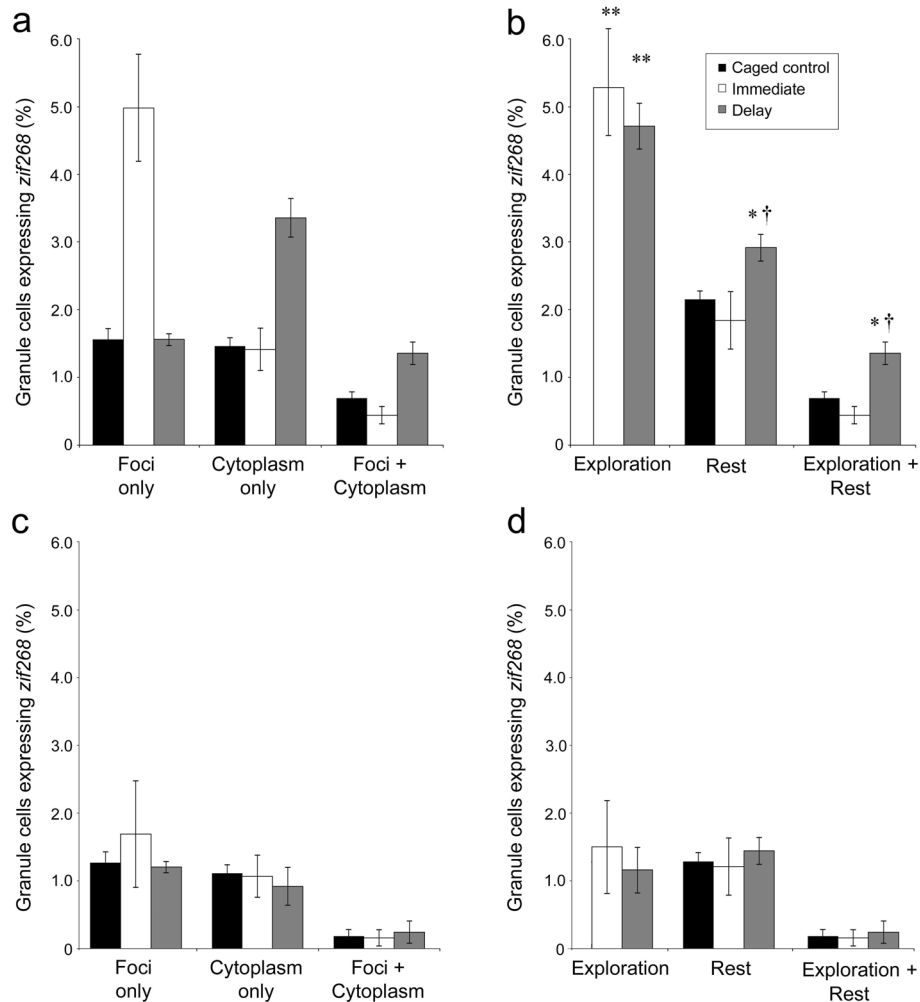 a
Granule cells expressing zif268 (%)
6.0
5.0
4.0
3.0
2.0
1.0
0
Foci only
Cytoplasm only
Foci + Cytoplasm
b
Granule cells expressing zif268 (%)
6.0
5.0
4.0
3.0
2.0
1.0
0
**
**
* †
* †
Caged control
Immediate
Delay
Exploration
Rest
Exploration + Rest
c
Granule cells expressing zif268 (%)
6.0
5.0
4.0
3.0
2.0
1.0
0
Foci only
Cytoplasm only
Foci + Cytoplasm
d
Granule cells expressing zif268 (%)
6.0
5.0
4.0
3.0
2.0
1.0
0
Exploration
Rest
Exploration + Rest